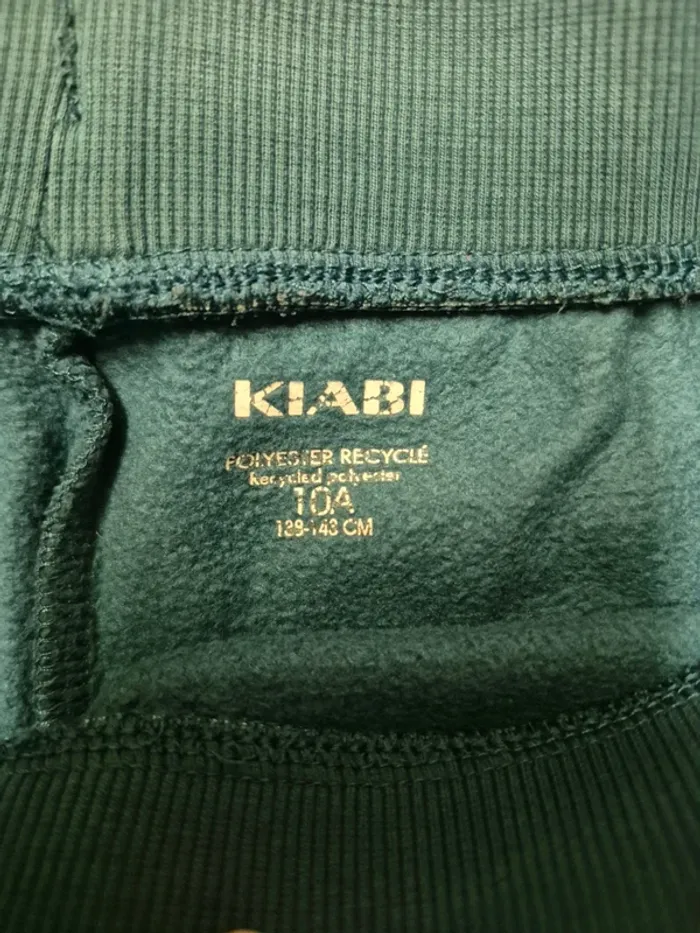 KIABI
POLYESTER RECYCLÉ
Recycled polyester
10A
129-143 CM